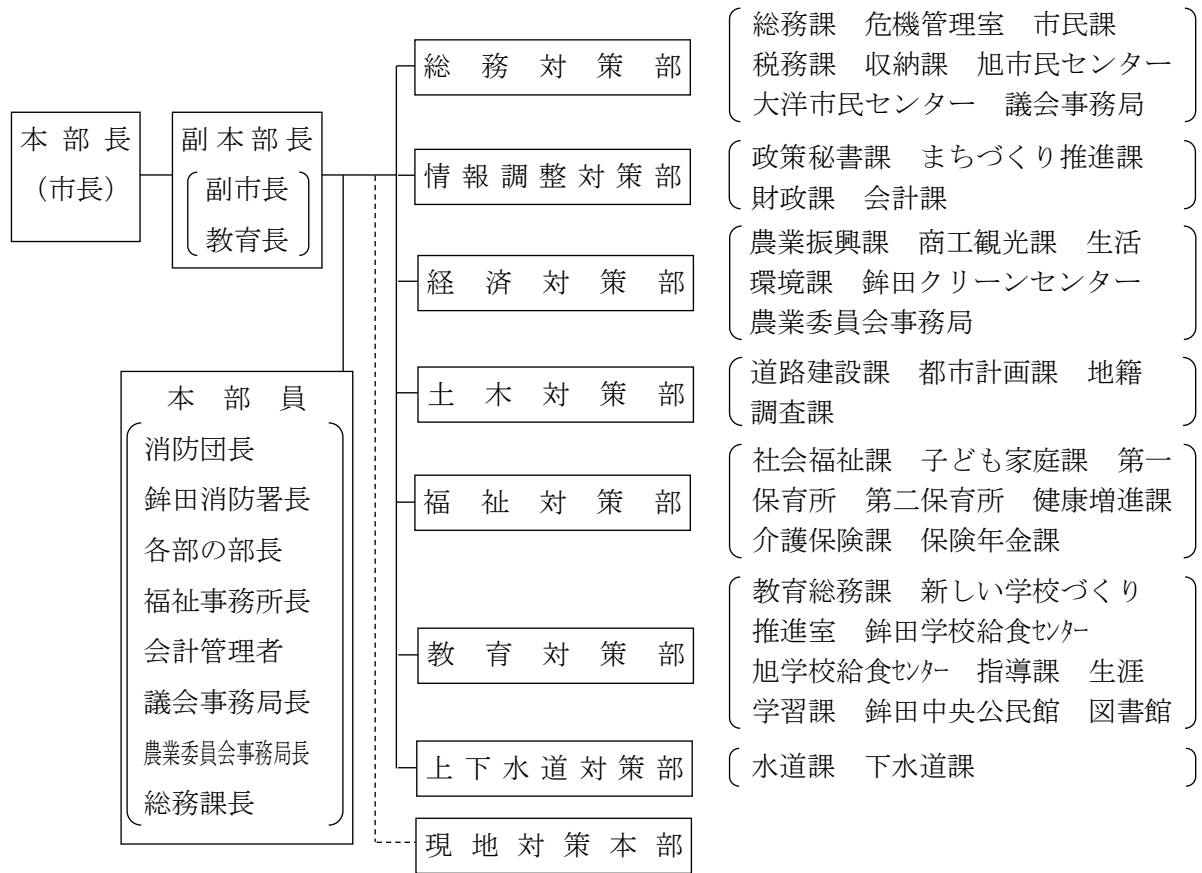 本部長
（市長）
副本部長
副市長
教育長
本部員
消防団長
鉾田消防署長
各部の部長
福祉事務所長
会計管理者
議会事務局長
農業委員会事務局長
総務課長
総務対策部
総務課　危機管理室　市民課
税務課　収納課　旭市民センター
大洋市民センター　議会事務局
情報調整対策部
政策秘書課　まちづくり推進課
財政課　会計課
経済対策部
農業振興課　商工観光課　生活
環境課　鉾田クリーンセンター
農業委員会事務局
土木対策部
道路建設課　都市計画課　地籍
調査課
福祉対策部
社会福祉課　子ども家庭課　第一
保育所　第二保育所　健康増進課
介護保険課　保険年金課
教育対策部
教育総務課　新しい学校づくり
推進室　鉾田学校給食ｾﾝﾀｰ
旭学校給食ｾﾝﾀｰ　指導課　生涯
学習課　鉾田中央公民館　図書館
上下水道対策部
水道課　下水道課
現地対策本部